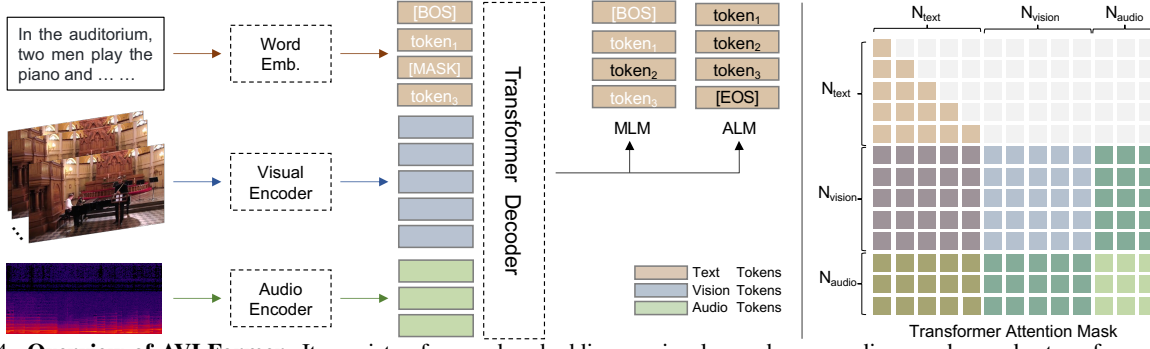 In the auditorium,
two men play the
piano and … …
Word
Emb.
Visual
Encoder
Audio
Encoder
[BOS]
token1
[MASK]
token3
Transformer Decoder
[BOS]
token1
token2
token3
MLM
token1
token2
token3
[EOS]
ALM
Text Tokens
Vision Tokens
Audio Tokens
Ntext
Nvision
Naudio
Ntext
Nvision
Naudio
Transformer Attention Mask